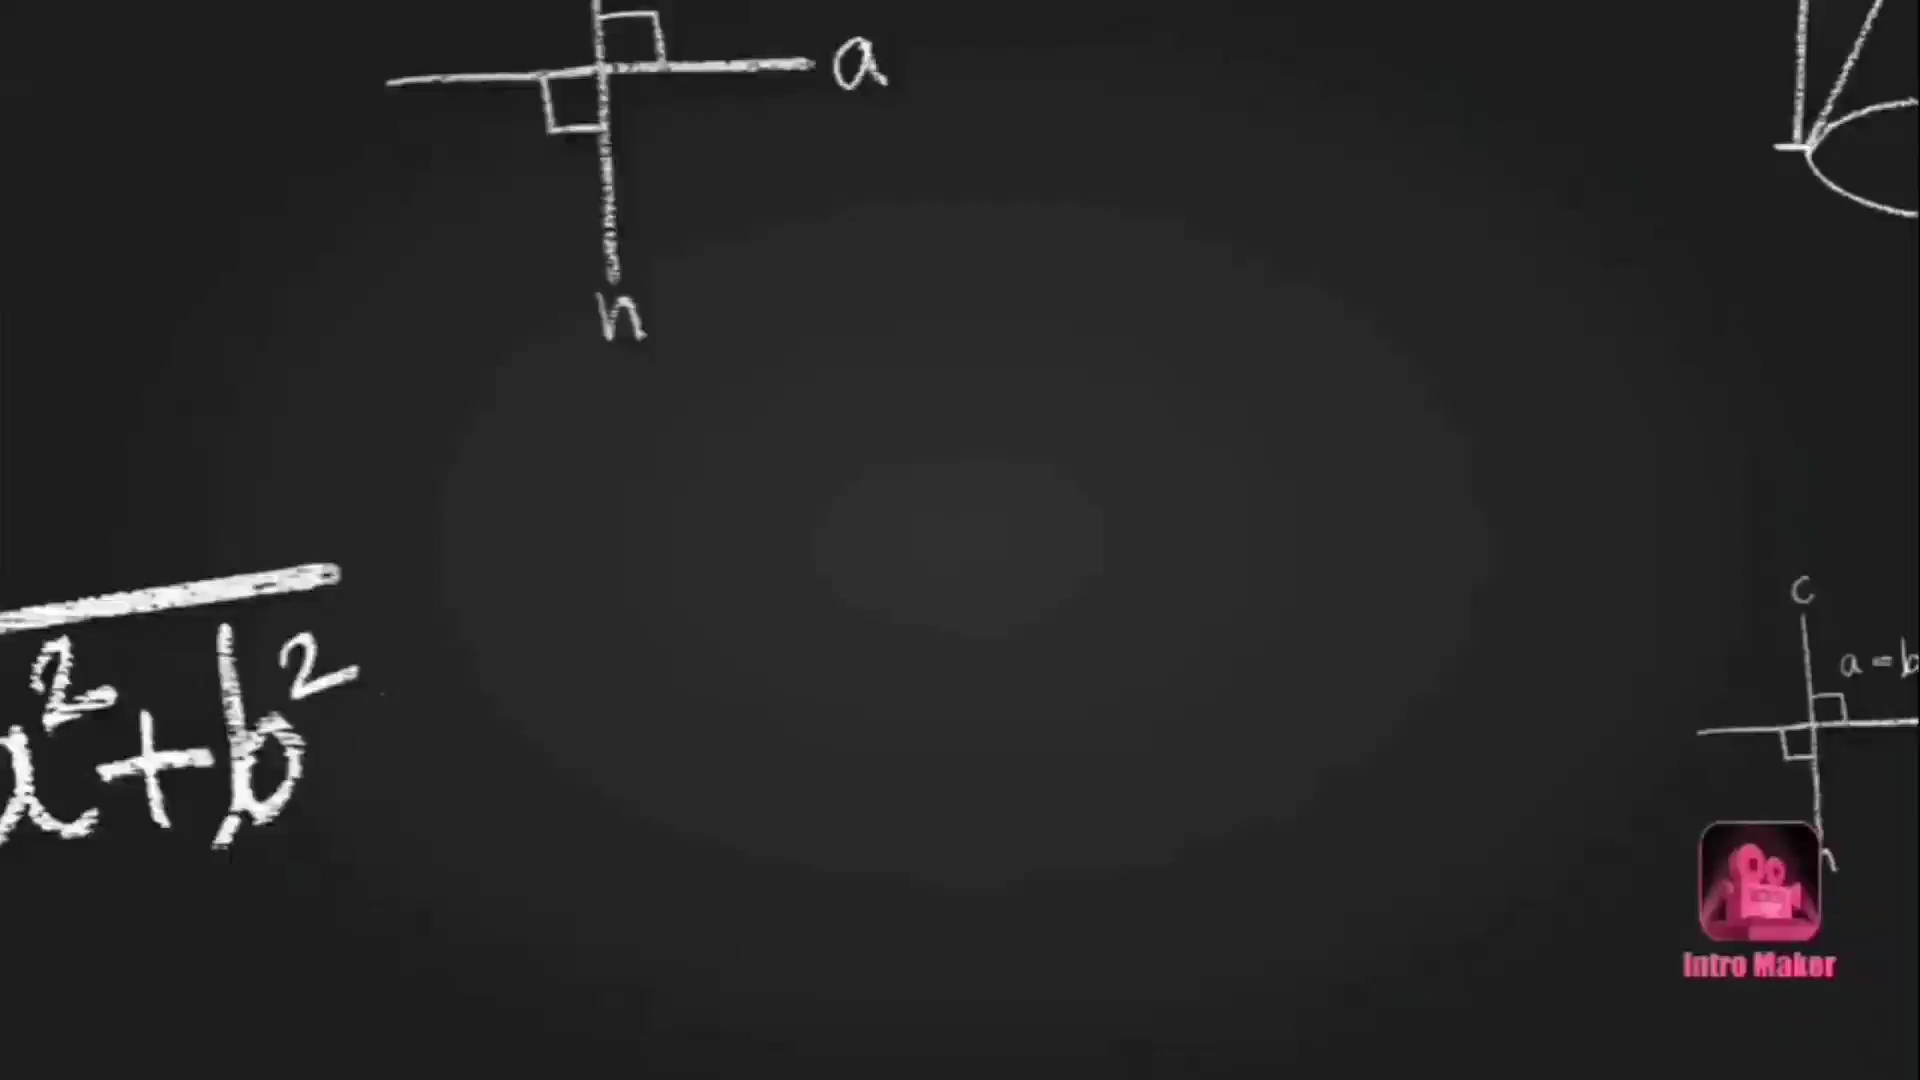 a
n
a²+b²
c
a=b
n
Intro Maker